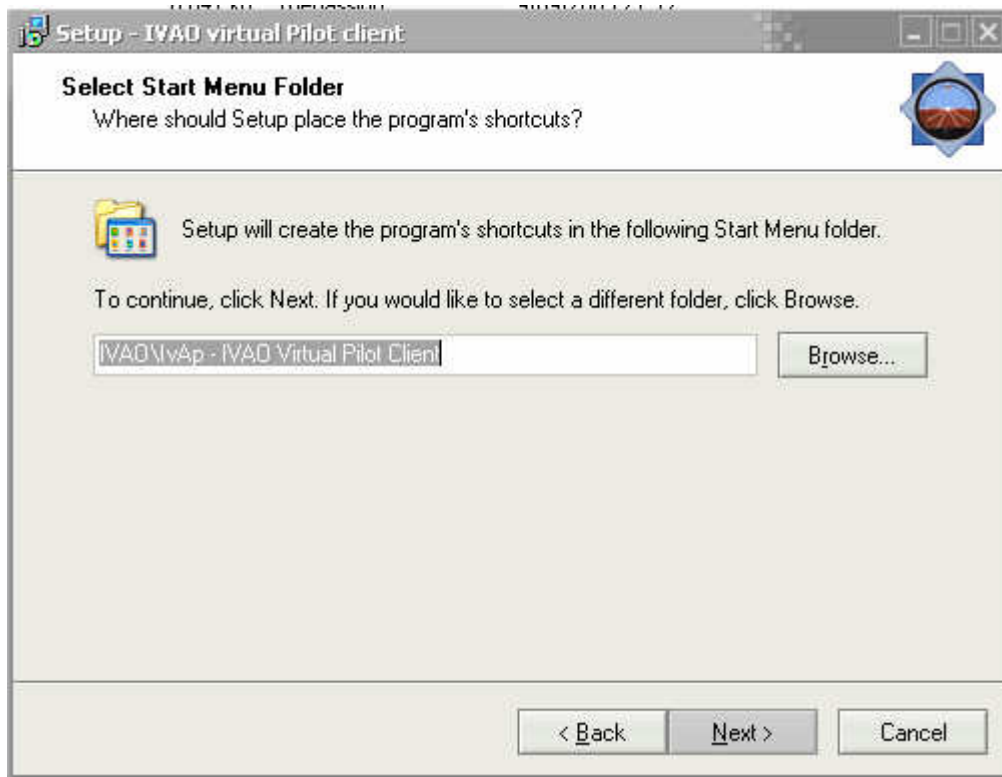 Setup - IVAO virtual Pilot client
Select Start Menu Folder
Where should Setup place the program's shortcuts?
Setup will create the program's shortcuts in the following Start Menu folder.
To continue, click Next. If you would like to select a different folder, click Browse.
IVAO\IvAp - IVAO Virtual Pilot Client
Browse...
< Back
Next >
Cancel